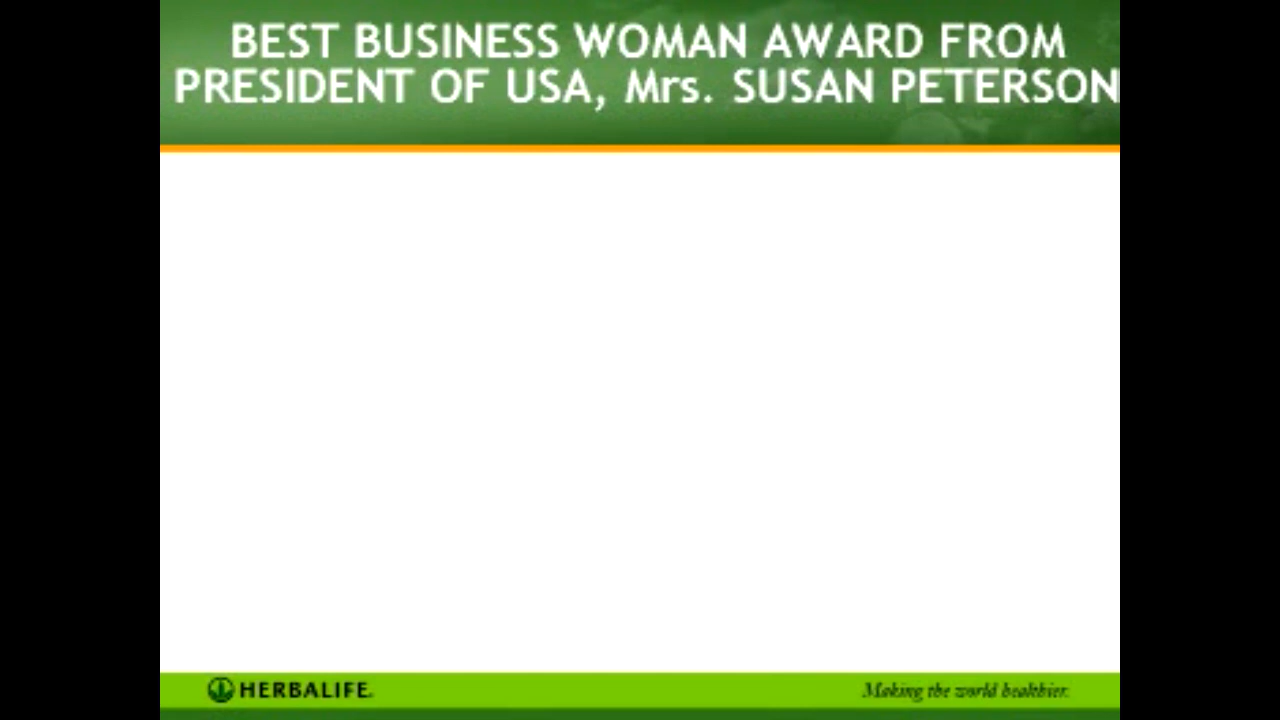 BEST BUSINESS WOMAN AWARD FROM
PRESIDENT OF USA, Mrs. SUSAN PETERSON
HERBALIFE.
Making the world healthier.